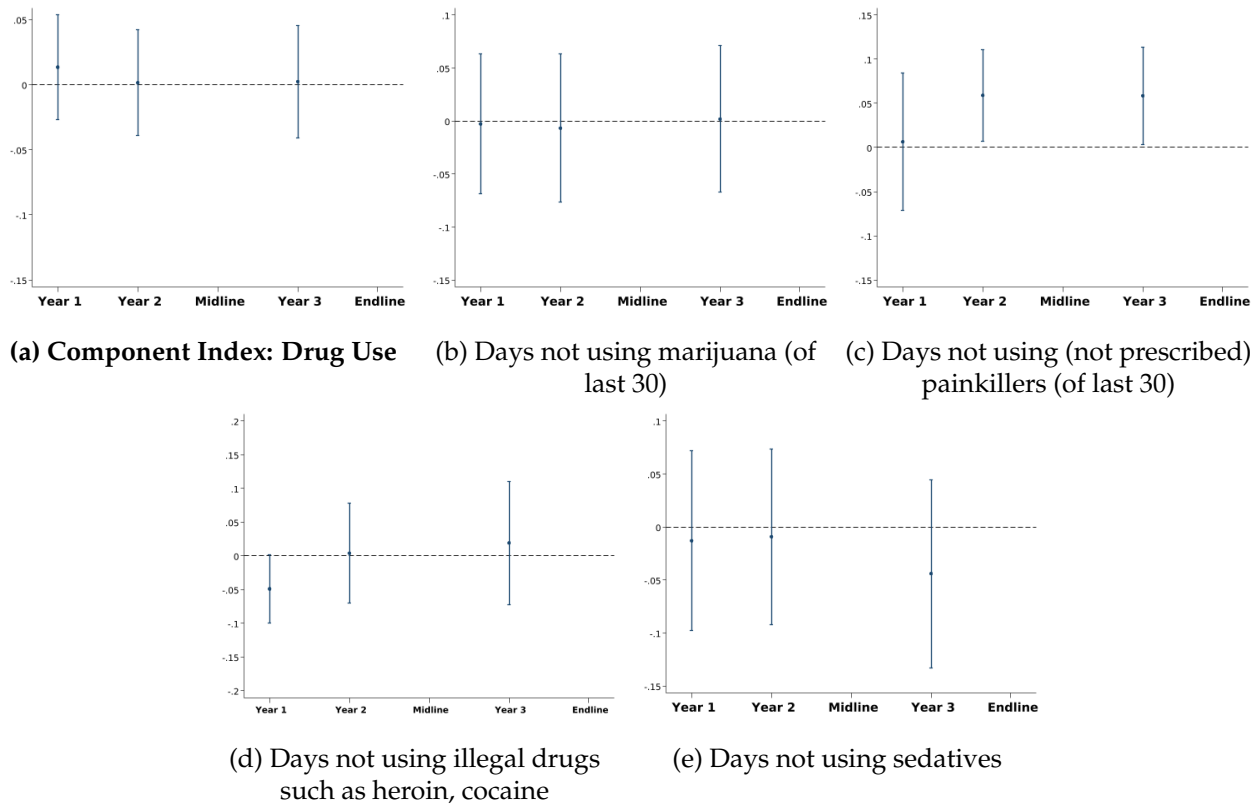 .05
0
-.05
-.1
-.15
Year 1 Year 2 Midline Year 3 Endline
(a) Component Index: Drug Use
.1
.05
0
-.05
-.1
-.15
Year 1 Year 2 Midline Year 3 Endline
(b) Days not using marijuana (of
last 30)
.15
.1
.05
0
-.05
-.1
-.15
Year 1 Year 2 Midline Year 3 Endline
(c) Days not using (not prescribed)
painkillers (of last 30)
.2
.15
.1
.05
0
-.05
-.1
-.15
-.2
Year 1 Year 2 Midline Year 3 Endline
(d) Days not using illegal drugs
such as heroin, cocaine
.1
.05
0
-.05
-.1
-.15
Year 1 Year 2 Midline Year 3 Endline
(e) Days not using sedatives